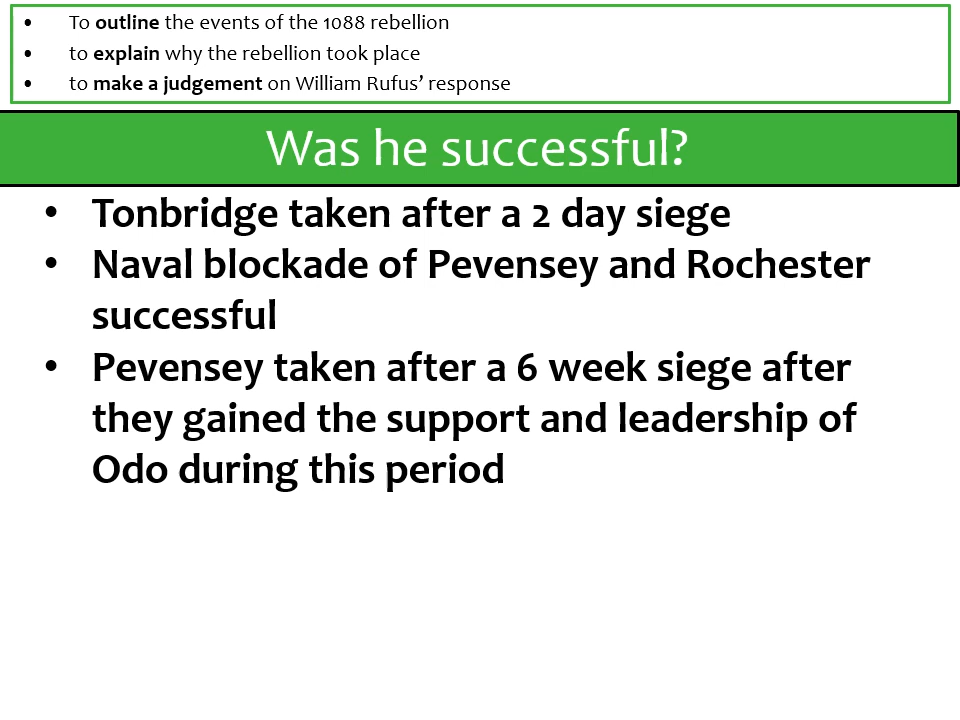 • To outline the events of the 1088 rebellion
• to explain why the rebellion took place
• to make a judgement on William Rufus’ response
Was he successful?
• Tonbridge taken after a 2 day siege
• Naval blockade of Pevensey and Rochester
successful
• Pevensey taken after a 6 week siege after
they gained the support and leadership of
Odo during this period